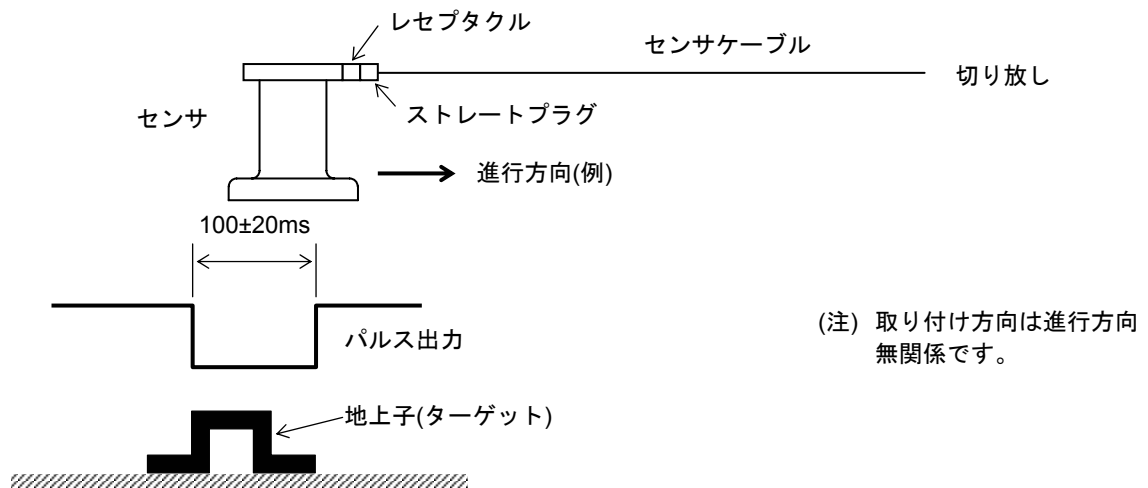 レセプタクル
センサケーブル
切り放し
ストレートプラグ
センサ
進行方向(例)
100±20ms
パルス出力
(注) 取り付け方向は進行方向
無関係です。
地上子(ターゲット)